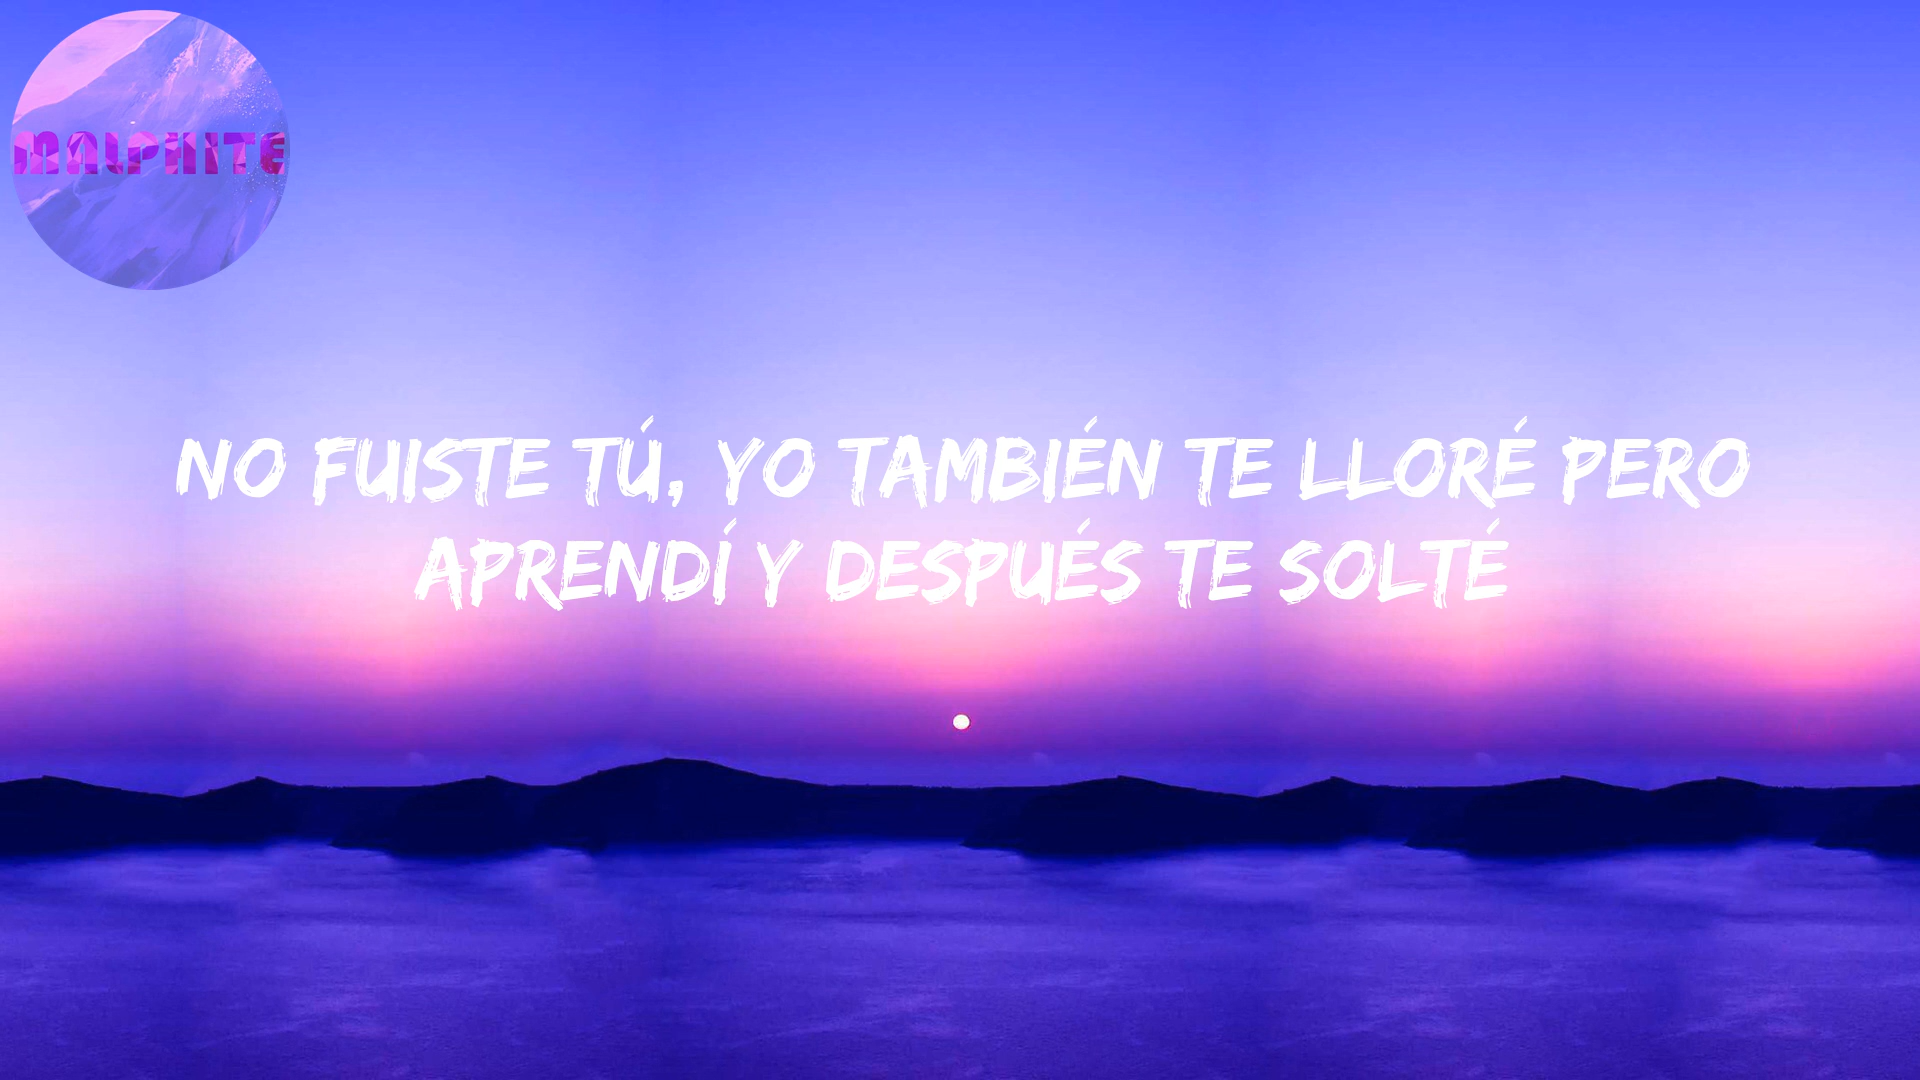 MALPHITE
NO FUISTE TÚ, YO TAMBIÉN TE LLORÉ PERO
APRENDÍ Y DESPUÉS TE SOLTÉ